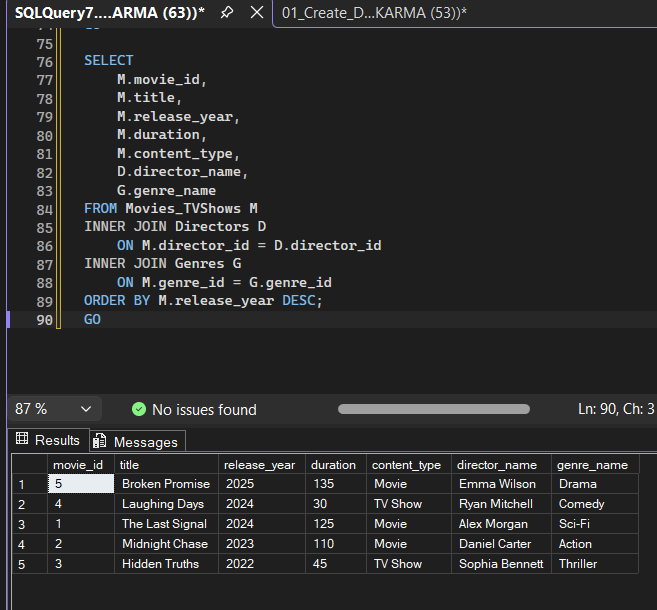 SQLQuery7....ARMA (63))* 01_Create_D...KARMA (53))*
75
76 SELECT
77 M.movie_id,
78 M.title,
79 M.release_year,
80 M.duration,
81 M.content_type,
82 D.director_name,
83 G.genre_name
84 FROM Movies_TVShows M
85 INNER JOIN Directors D
86 ON M.director_id = D.director_id
87 INNER JOIN Genres G
88 ON M.genre_id = G.genre_id
89 ORDER BY M.release_year DESC;
90 GO
87 % No issues found Ln: 90, Ch: 3
Results Messages
movie_id title release_year duration content_type director_name genre_name
1 5 Broken Promise 2025 135 Movie Emma Wilson Drama
2 4 Laughing Days 2024 30 TV Show Ryan Mitchell Comedy
3 1 The Last Signal 2024 125 Movie Alex Morgan Sci-Fi
4 2 Midnight Chase 2023 110 Movie Daniel Carter Action
5 3 Hidden Truths 2022 45 TV Show Sophia Bennett Thriller